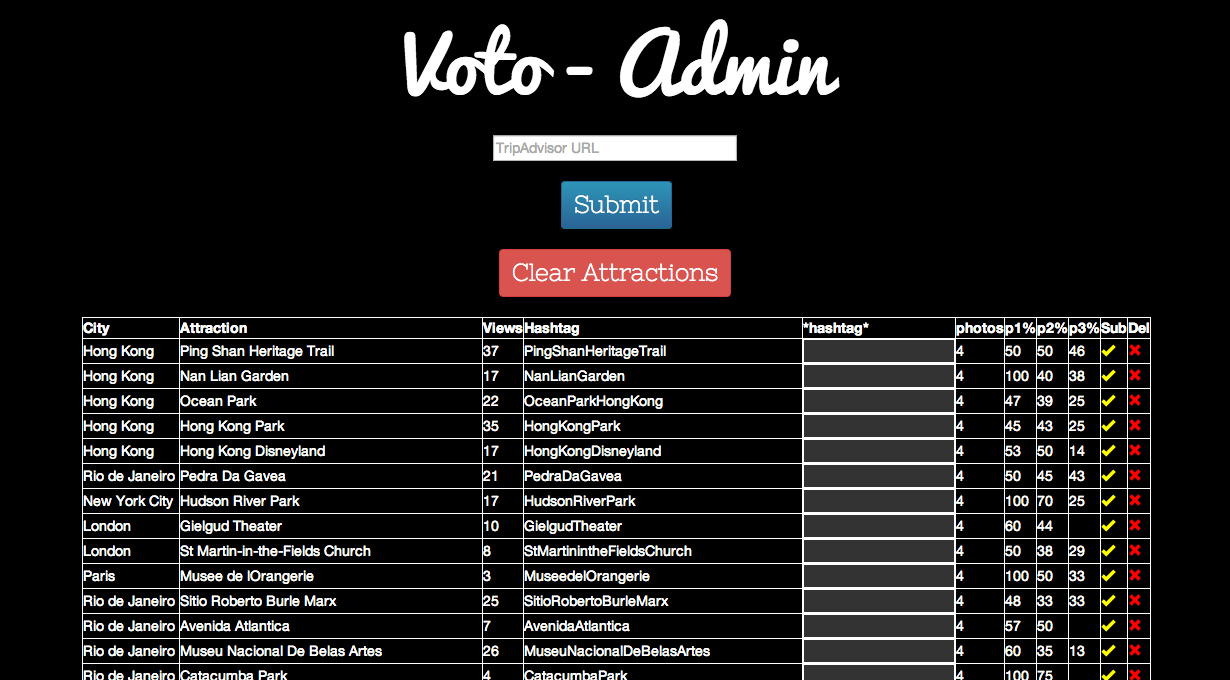 Voto - Admin
TripAdvisor URL
Submit
Clear Attractions
City Attraction Views Hashtag *hashtag* photos p1% p2% p3% Sub Del
Hong Kong Ping Shan Heritage Trail 37 PingShanHeritageTrail 4 50 50 46
Hong Kong Nan Lian Garden 17 NanLianGarden 4 100 40 38
Hong Kong Ocean Park 22 OceanParkHongKong 4 47 39 25
Hong Kong Hong Kong Park 35 HongKongPark 4 45 43 25
Hong Kong Hong Kong Disneyland 17 HongKongDisneyland 4 53 50 14
Rio de Janeiro Pedra Da Gavea 21 PedraDaGavea 4 50 45 43
New York City Hudson River Park 17 HudsonRiverPark 4 100 70 25
London Gielgud Theater 10 GielgudTheater 4 60 44
London St Martin-in-the-Fields Church 8 StMartinintheFieldsChurch 4 50 38 29
Paris Musee de lOrangerie 3 MuseedelOrangerie 4 100 50 33
Rio de Janeiro Sitio Roberto Burle Marx 25 SitioRobertoBurleMarx 4 48 33 33
Rio de Janeiro Avenida Atlantica 7 AvenidaAtlantica 4 57 50
Rio de Janeiro Museu Nacional De Belas Artes 26 MuseuNacionalDeBelasArtes 4 60 35 13
Rio de Janeiro Catacumba Park 4 CatacumbaPark 4 100 75